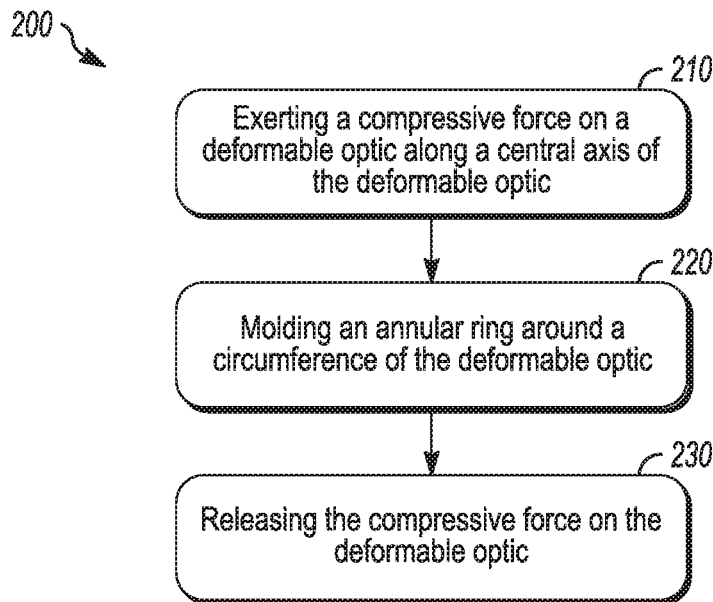 200
210
Exerting a compressive force on a
deformable optic along a central axis of
the deformable optic
220
Molding an annular ring around a
circumference of the deformable optic
230
Releasing the compressive force on the
deformable optic